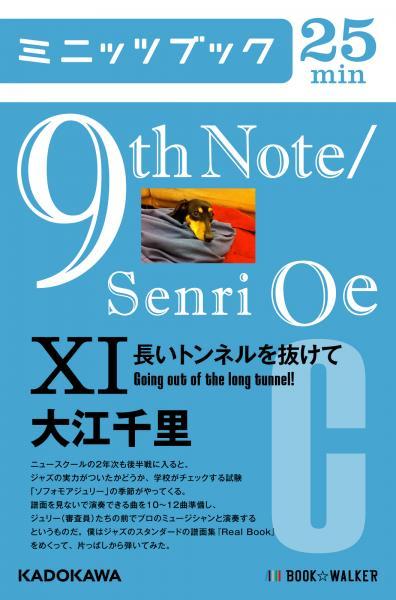 ミニッツブック
25
min
9th Note/
Senri Oe
XI 長いトンネルを抜けて
Going out of the long tunnel!
C
大江千里
ニュースクールの2年次も後半戦に入ると、
ジャズの実力がついたかどうか、学校がチェックする試験
「ソフォモアジュリー」の季節がやってくる。
譜面を見ないで演奏できる曲を10〜12曲準備し、
ジュリー(審査員)たちの前でプロのミュージシャンと演奏する
というものだ。僕はジャズのスタンダードの譜面集『Real Book』
をめくって、片っぱしから弾いてみた。
KADOKAWA
BOOK☆WALKER